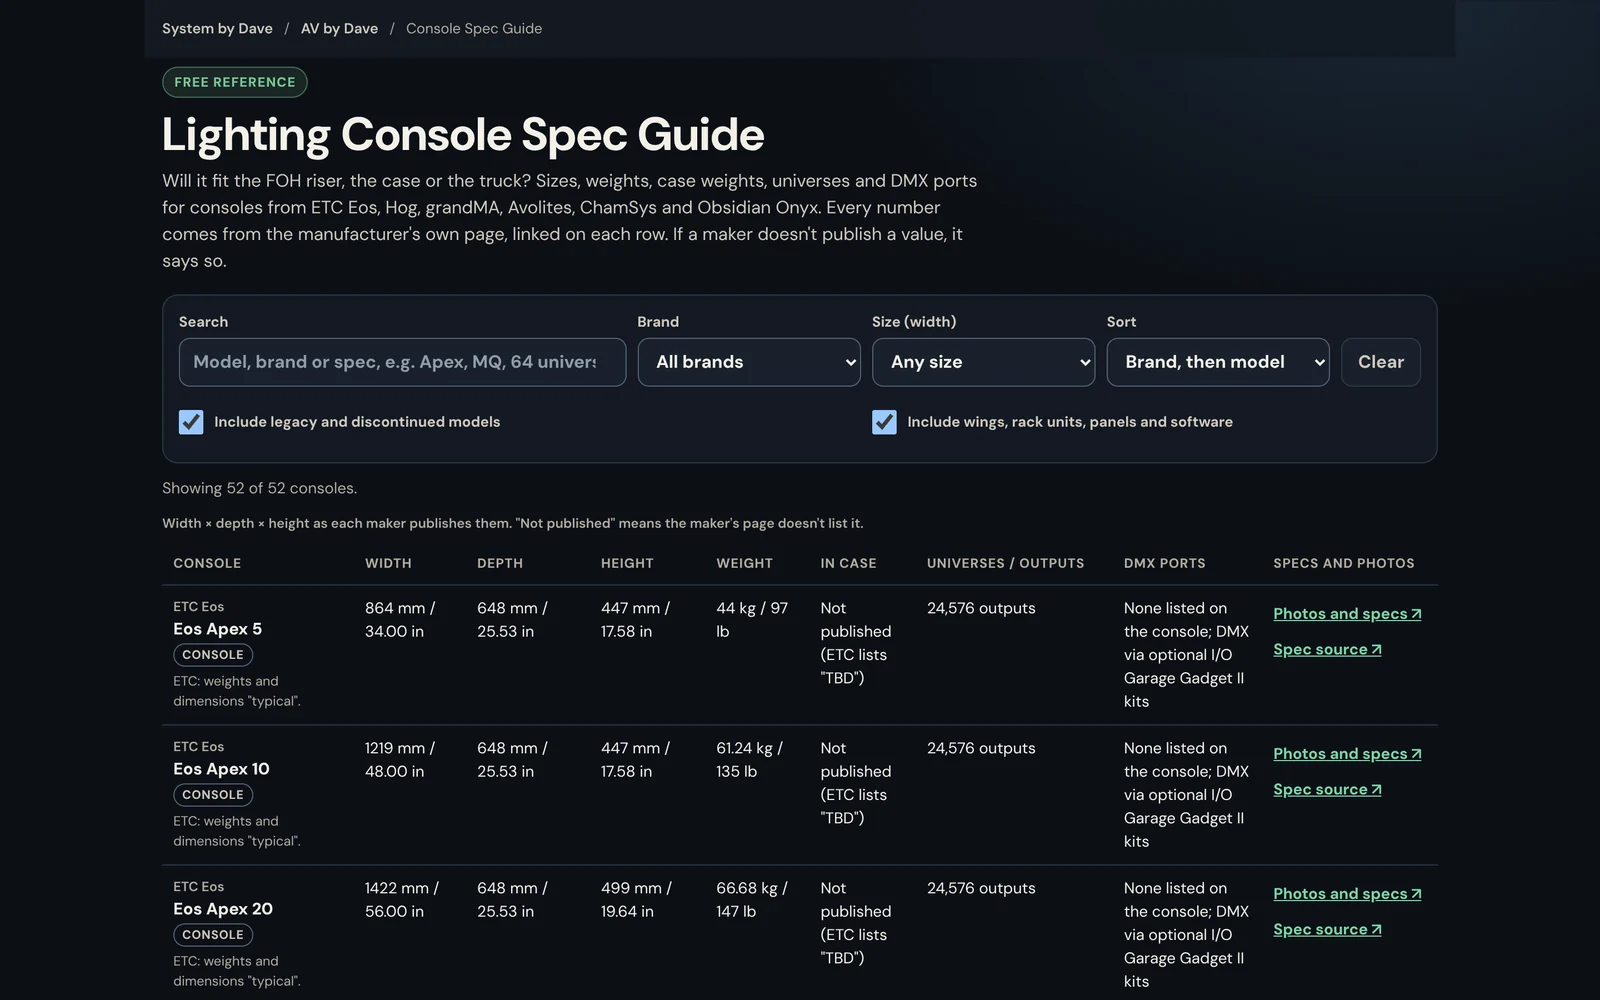 System by Dave / AV by Dave / Console Spec Guide
FREE REFERENCE
Lighting Console Spec Guide
Will it fit the FOH riser, the case or the truck? Sizes, weights, case weights, universes and DMX ports
for consoles from ETC Eos, Hog, grandMA, Avolites, ChamSys and Obsidian Onyx. Every number
comes from the manufacturer's own page, linked on each row. If a maker doesn't publish a value, it
says so.
Search Brand Size (width) Sort
Model, brand or spec, e.g. Apex, MQ, 64 univers All brands Any size Brand, then model Clear
Include legacy and discontinued models Include wings, rack units, panels and software
Showing 52 of 52 consoles.
Width × depth × height as each maker publishes them. "Not published" means the maker's page doesn't list it.
CONSOLE WIDTH DEPTH HEIGHT WEIGHT IN CASE UNIVERSES / OUTPUTS DMX PORTS SPECS AND PHOTOS
ETC Eos
Eos Apex 5
CONSOLE
ETC: weights and
dimensions "typical".
864 mm /
34.00 in
648 mm /
25.53 in
447 mm /
17.58 in
44 kg / 97
lb
Not
published
(ETC lists
"TBD")
24,576 outputs
None listed on
the console; DMX
via optional I/O
Garage Gadget II
kits
Photos and specs ↗
Spec source ↗
ETC Eos
Eos Apex 10
CONSOLE
ETC: weights and
dimensions "typical".
1219 mm /
48.00 in
648 mm /
25.53 in
447 mm /
17.58 in
61.24 kg /
135 lb
Not
published
(ETC lists
"TBD")
24,576 outputs
None listed on
the console; DMX
via optional I/O
Garage Gadget II
kits
Photos and specs ↗
Spec source ↗
ETC Eos
Eos Apex 20
CONSOLE
ETC: weights and
dimensions "typical".
1422 mm /
56.00 in
648 mm /
25.53 in
499 mm /
19.64 in
66.68 kg /
147 lb
Not
published
(ETC lists
"TBD")
24,576 outputs
None listed on
the console; DMX
via optional I/O
Garage Gadget II
kits
Photos and specs ↗
Spec source ↗